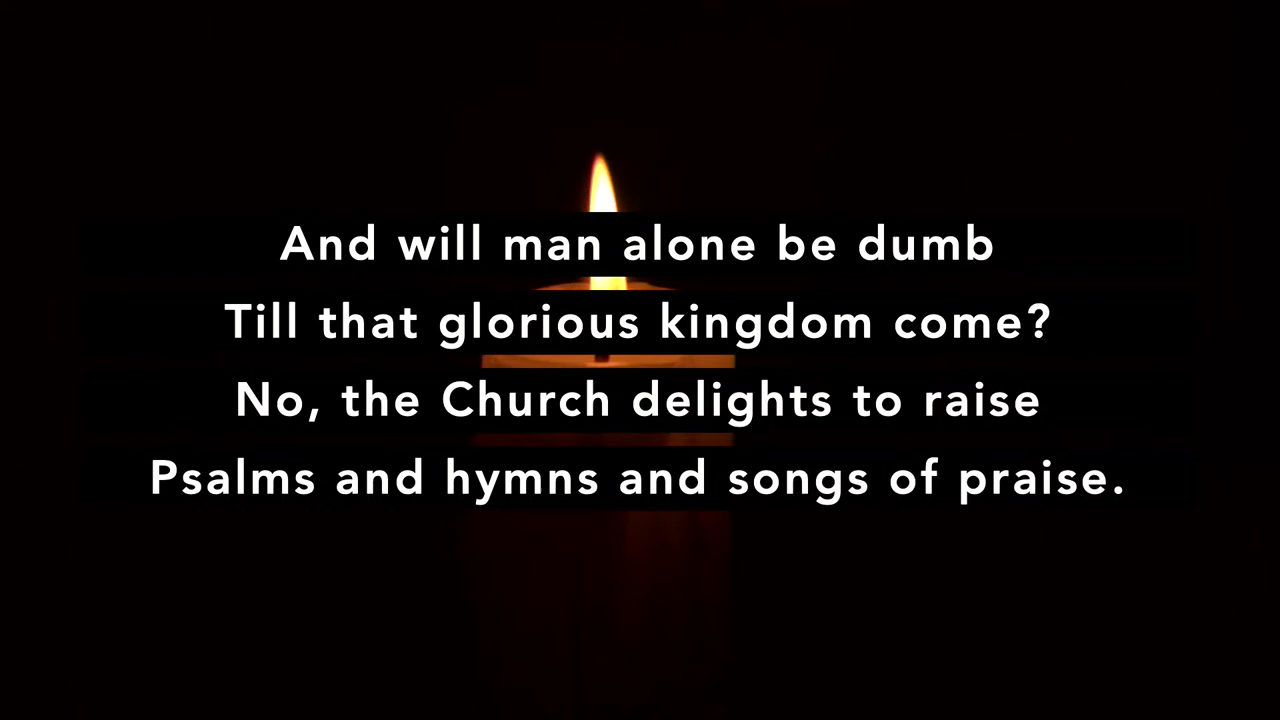 And will man alone be dumb
Till that glorious kingdom come?
No, the Church delights to raise
Psalms and hymns and songs of praise.